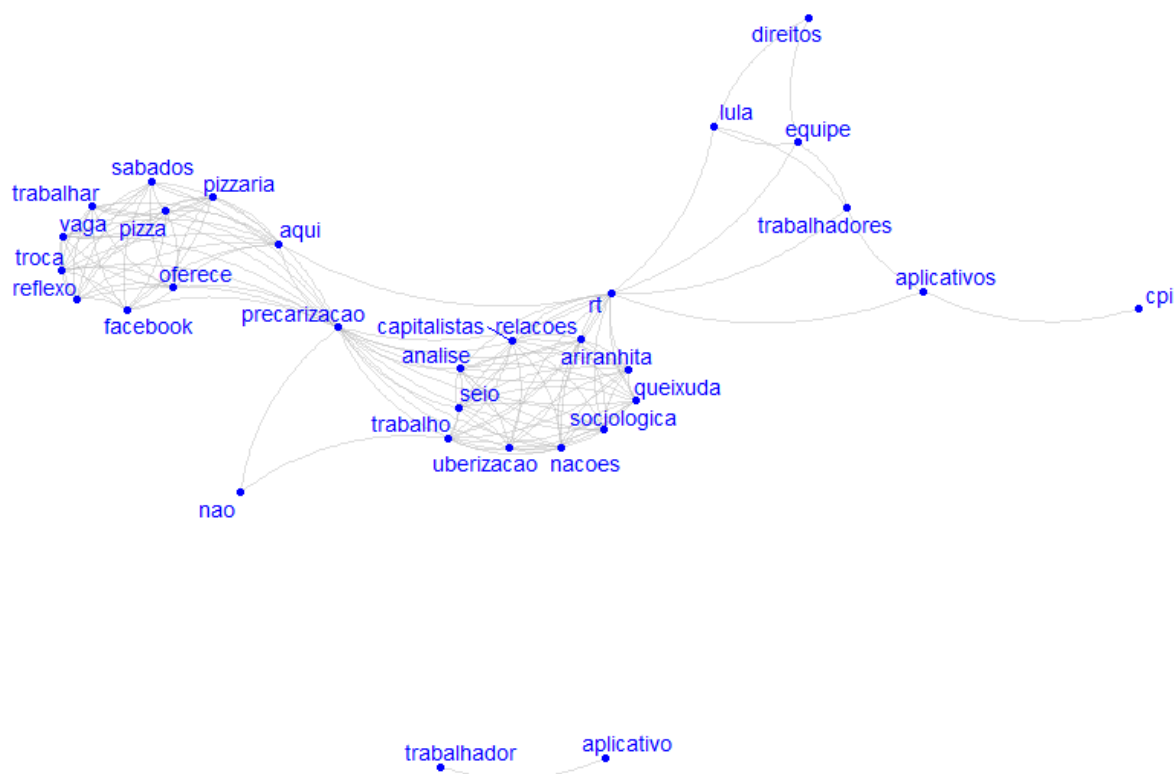 direitos
lula
equipe
sabados
trabalhar
pizzaria
vaga
pizza
aqui
trabalhadores
troca
oferece
aplicativos
reflexo
cpi
rt
facebook
precarizacao
capitalistas
relacoes
analise
ariranhita
seio
queixuda
trabalho
sociologica
uberizacao
nacoes
nao
trabalhador
aplicativo